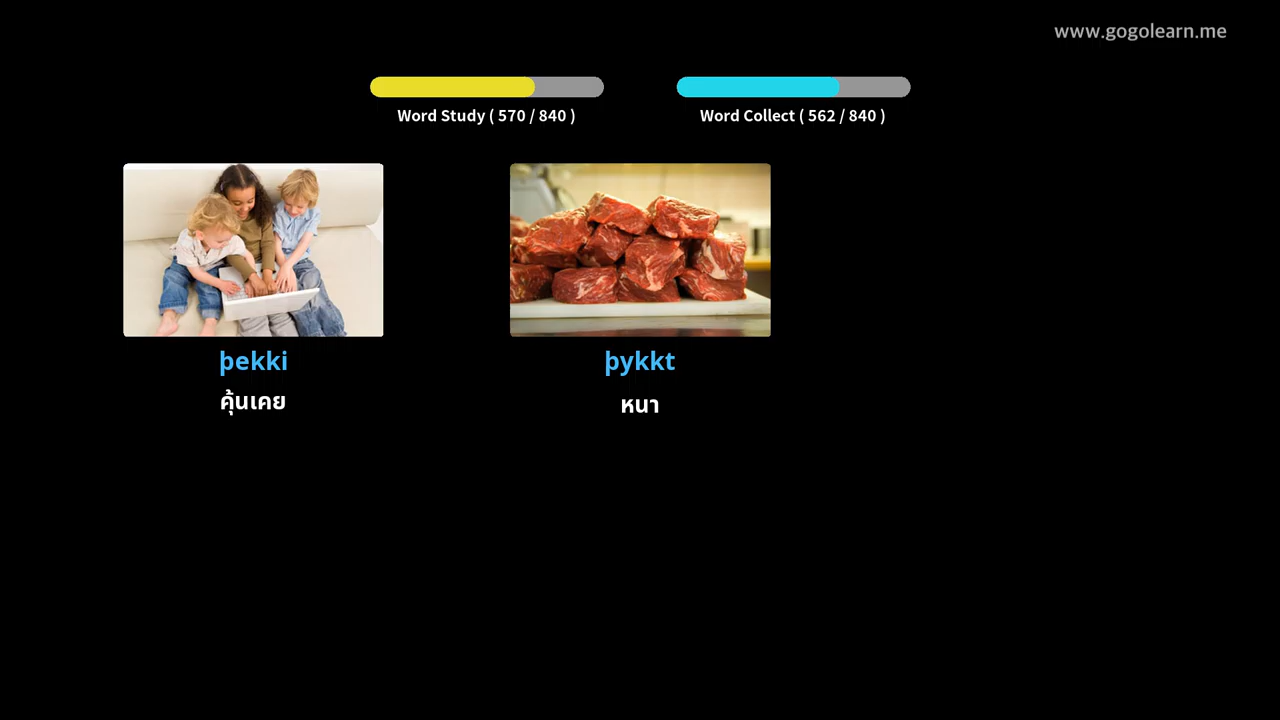 www.gogolearn.me
Word Study ( 570 / 840 )
Word Collect ( 562 / 840 )
þekki
คุ้นเคย
þykkt
หนา